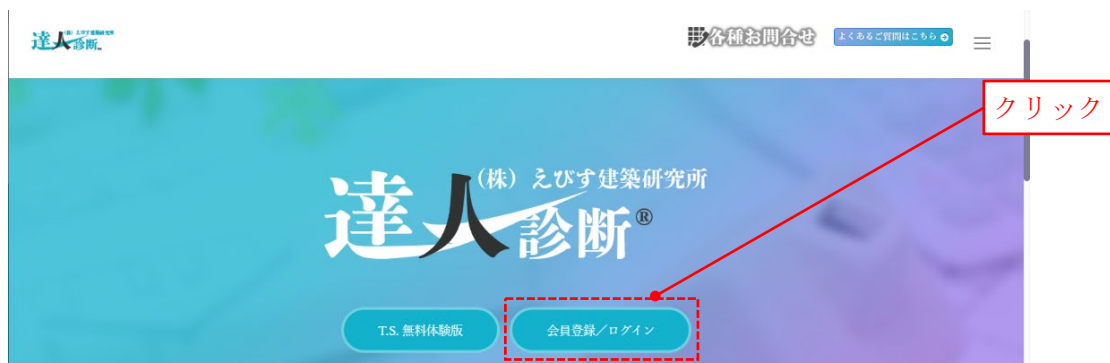 達人診断
各種お問合せ
よくあるご質問はこちら
クリック
(株) えびす建築研究所
達人診断®
T.S. 無料体験版
会員登録／ログイン